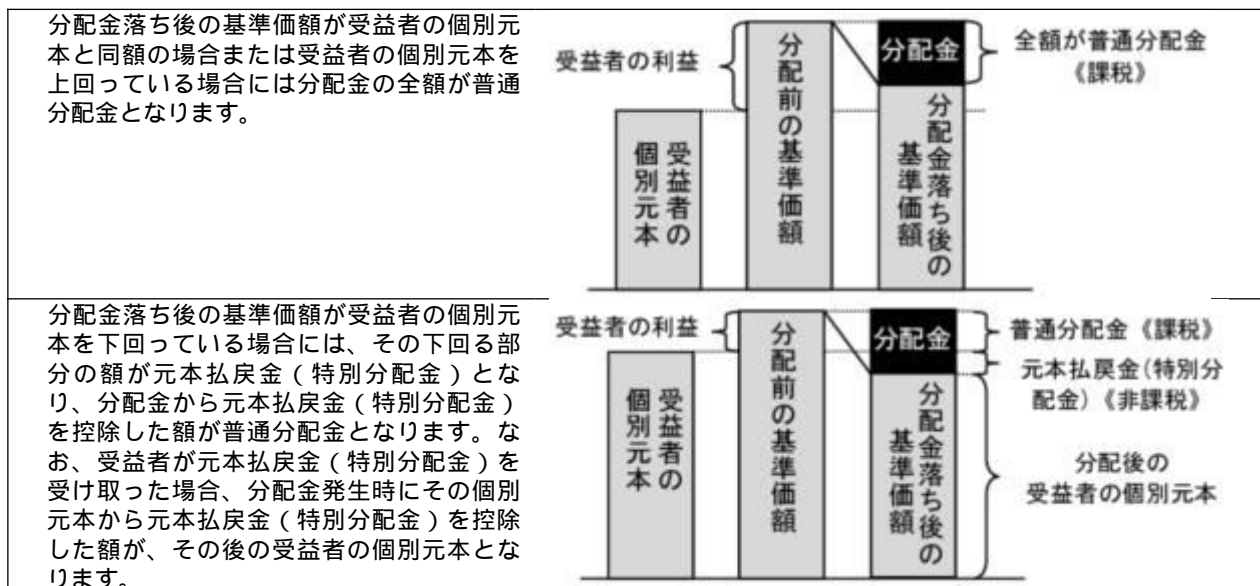 分配金落ち後の基準価額が受益者の個別元
本と同額の場合または受益者の個別元本を
上回っている場合には分配金の全額が普通
分配金となります。
受益者の利益
受益者の
個別元本
分配前の基準価額
分配金
分配金落ち後の
基準価額
全額が普通分配金
《課税》
分配金落ち後の基準価額が受益者の個別元
本を下回っている場合には、その下回る部
分の額が元本払戻金（特別分配金）とな
り、分配金から元本払戻金（特別分配金）
を控除した額が普通分配金となります。な
お、受益者が元本払戻金（特別分配金）を
受け取った場合、分配金発生時にその個別
元本から元本払戻金（特別分配金）を控除
した額が、その後の受益者の個別元本とな
ります。
受益者の利益
受益者の
個別元本
分配前の基準価額
分配金
分配金落ち後の
基準価額
普通分配金《課税》
元本払戻金(特別分
配金)《非課税》
分配後の
受益者の個別元本